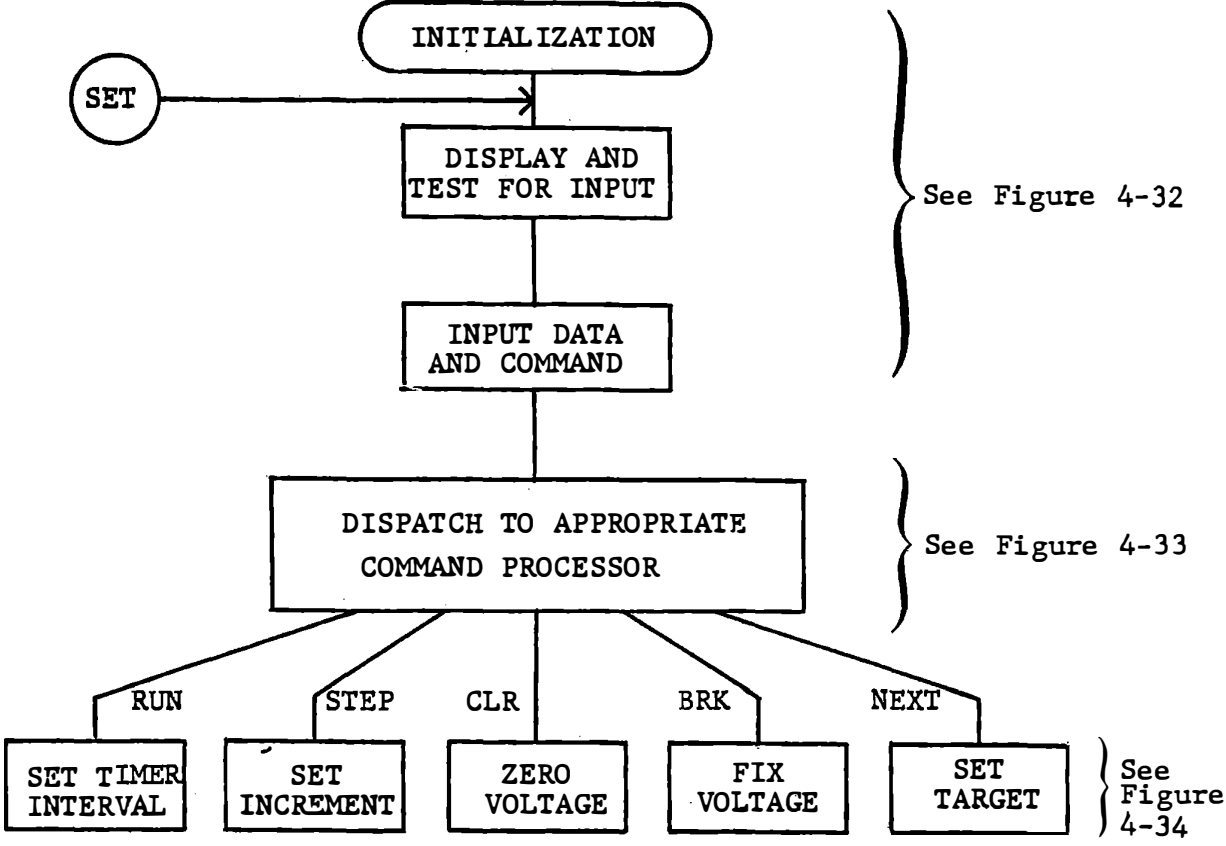 INITIALIZATION
SET
DISPLAY AND
TEST FOR INPUT
See Figure 4-32
INPUT DATA
AND COMMAND
DISPATCH TO APPROPRIATE
COMMAND PROCESSOR
See Figure 4-33
RUN
STEP
CLR
BRK
NEXT
SET TIMER
INTERVAL
SET
INCREMENT
ZERO
VOLTAGE
FIX
VOLTAGE
SET
TARGET
See
Figure
4-34